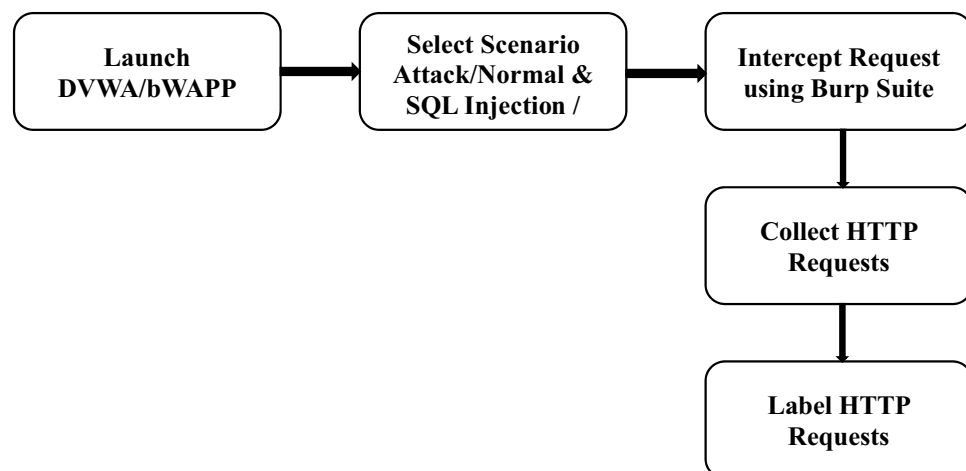 Launch
DVWA/bWAPP
Select Scenario
Attack/Normal &
SQL Injection /
Intercept Request
using Burp Suite
Collect HTTP
Requests
Label HTTP
Requests